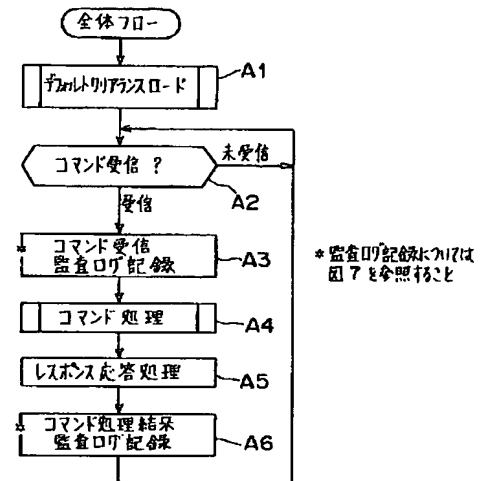 全体フロー
デフォルトクリアランスロード
A1
コマンド受信 ?
未受信
A2
受信
* コマンド受信
監査ログ記録
A3
* 監査ログ記録については
図7を参照すること
コマンド処理
A4
レスポンス応答処理
A5
* コマンド処理結果
監査ログ記録
A6